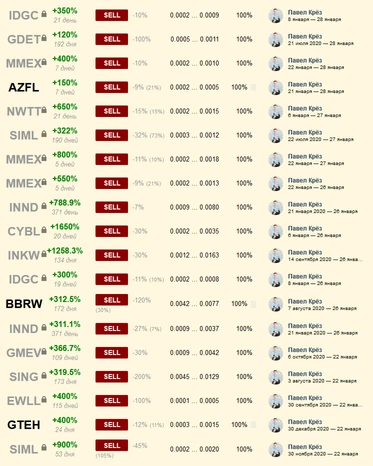 IDGC +350% SELL -10% 0.0002 ... 0.0009 100% Павел Крёз
21 день 8 января — 28 января
GDET +120% SELL -100% 0.0005 ... 0.0011 100% Павел Крёз
192 дня 21 июля 2020 — 28 января
MMEX +400% SELL -10% 0.0002 ... 0.0010 100% Павел Крёз
7 дней 22 января — 28 января
AZFL +150% SELL -9% (21%) 0.0002 ... 0.0005 100% Павел Крёз
7 дней 21 января — 27 января
NWTT +650% SELL -15% (15%) 0.0002 ... 0.0015 100% Павел Крёз
21 день 6 января — 27 января
SIML +322% SELL -32% (73%) 0.0003 ... 0.0012 100% Павел Крёз
190 дней 22 июля 2020 — 27 января
MMEX +800% SELL -11% (10%) 0.0002 ... 0.0018 100% Павел Крёз
5 дней 22 января — 27 января
MMEX +550% SELL -9% (21%) 0.0002 ... 0.0013 100% Павел Крёз
5 дней 22 января — 26 января
INND +788.9% SELL -7% 0.0009 ... 0.0080 100% Павел Крёз
371 день 21 января 2020 — 26 января
CYBL +1650% SELL -30% 0.0002 ... 0.0035 100% Павел Крёз
20 дней 6 января — 26 января
INKW +1258.3% SELL -30% 0.0012 ... 0.0163 100% Павел Крёз
134 дня 14 сентября 2020 — 26 янва...
IDGC +300% SELL -11% (10%) 0.0002 ... 0.0008 100% Павел Крёз
19 дней 8 января — 26 января
BBRW +312.5% SELL -120% 0.0042 ... 0.0077 100% Павел Крёз
172 дня (30%) 7 августа 2020 — 26 января
INND +311.1% SELL -27% (7%) 0.0009 ... 0.0037 100% Павел Крёз
371 день 21 января 2020 — 26 января
GMEV +366.7% SELL -30% 0.0009 ... 0.0042 100% Павел Крёз
109 дней 6 октября 2020 — 22 января
SING +319.5% SELL -200% 0.0045 ... 0.0129 100% Павел Крёз
173 дня 3 августа 2020 — 22 января
EWLL +400% SELL -100% 0.0001 ... 0.0005 100% Павел Крёз
115 дней 30 сентября 2020 — 22 янва...
GTEH +400% SELL -12% (11%) 0.0003 ... 0.0015 100% Павел Крёз
24 дня 30 декабря 2020 — 22 января
SIML +900% SELL -45% 0.0002 ... 0.0020 100% Павел Крёз
53 дня (105%) 30 ноября 2020 — 22 января